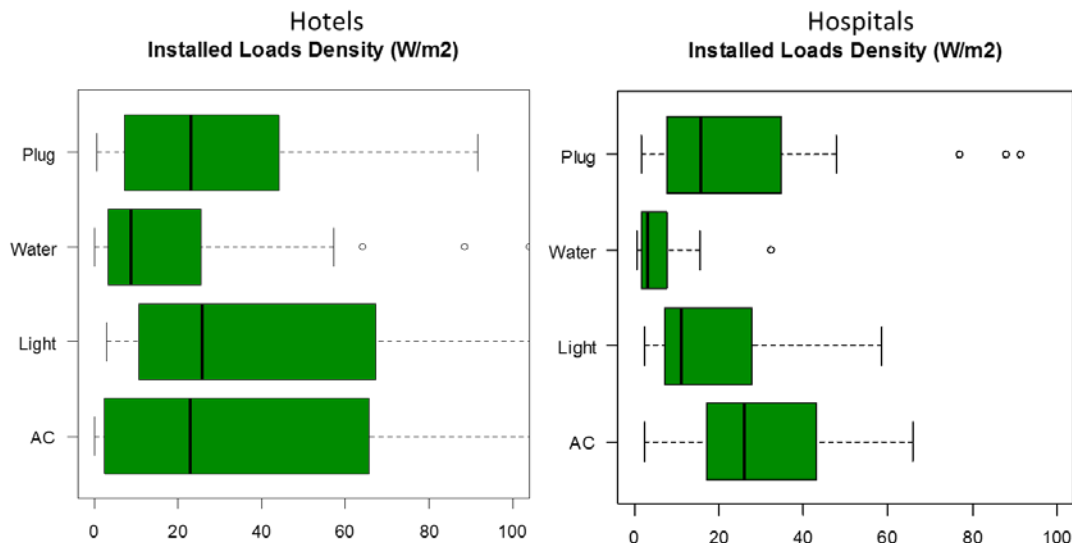 Hotels
Installed Loads Density (W/m2)
Plug
Water
Light
AC
0 20 40 60 80 100
Hospitals
Installed Loads Density (W/m2)
Plug
Water
Light
AC
0 20 40 60 80 100